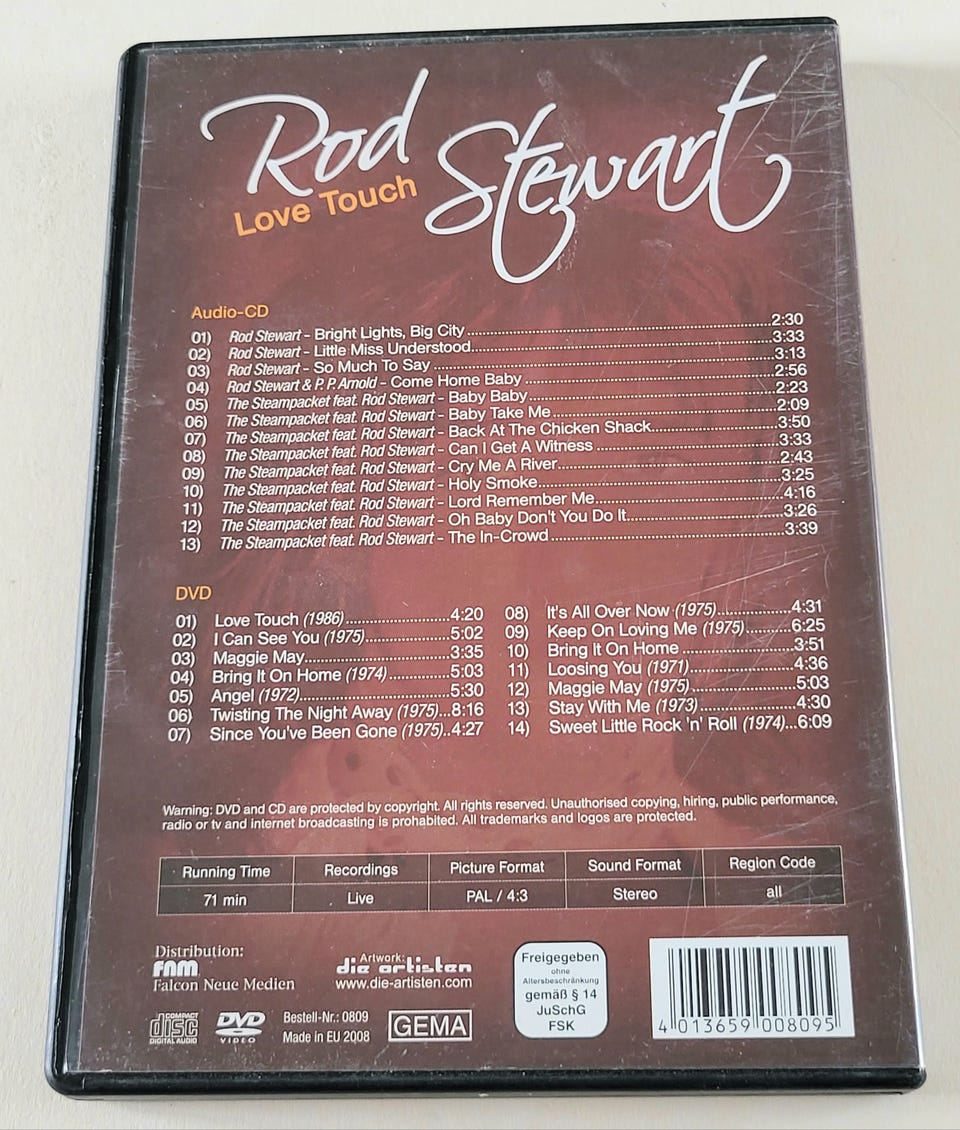 Rod Stewart
Love Touch
Audio-CD
01) Rod Stewart - Bright Lights, Big City 2:30
02) Rod Stewart - Little Miss Understood 3:33
03) Rod Stewart - So Much To Say 3:13
04) Rod Stewart & P. P. Arnold - Come Home Baby 2:56
05) The Steampacket feat. Rod Stewart - Baby Baby 2:23
06) The Steampacket feat. Rod Stewart - Baby Take Me 2:09
07) The Steampacket feat. Rod Stewart - Back At The Chicken Shack 3:50
08) The Steampacket feat. Rod Stewart - Can I Get A Witness 3:33
09) The Steampacket feat. Rod Stewart - Cry Me A River 2:43
10) The Steampacket feat. Rod Stewart - Holy Smoke 3:25
11) The Steampacket feat. Rod Stewart - Lord Remember Me 4:16
12) The Steampacket feat. Rod Stewart - Oh Baby Don't You Do It 3:26
13) The Steampacket feat. Rod Stewart - The In-Crowd 3:39
DVD
01) Love Touch (1986) 4:20
02) I Can See You (1975) 5:02
03) Maggie May 3:35
04) Bring It On Home (1974) 5:03
05) Angel (1972) 5:30
06) Twisting The Night Away (1975) 8:16
07) Since You've Been Gone (1975) 4:27
08) It's All Over Now (1975) 4:31
09) Keep On Loving Me (1975) 6:25
10) Bring It On Home 3:51
11) Loosing You (1971) 4:36
12) Maggie May (1975) 5:03
13) Stay With Me (1973) 4:30
14) Sweet Little Rock 'n' Roll (1974) 6:09
Warning: DVD and CD are protected by copyright. All rights reserved. Unauthorised copying, hiring, public performance,
radio or tv and internet broadcasting is prohabited. All trademarks and logos are protected.
Running Time Recordings Picture Format Sound Format Region Code
71 min Live PAL / 4:3 Stereo all
Distribution:
FNM
Falcon Neue Medien
Artwork:
die artisten
www.die-artisten.com
COMPACT
disc
DIGITAL AUDIO
DVD
VIDEO
Bestell-Nr.: 0809
Made in EU 2008
GEMA
Freigegeben
ohne
Altersbeschränkung
gemäß § 14
JuSchG
FSK
4 013659 008095